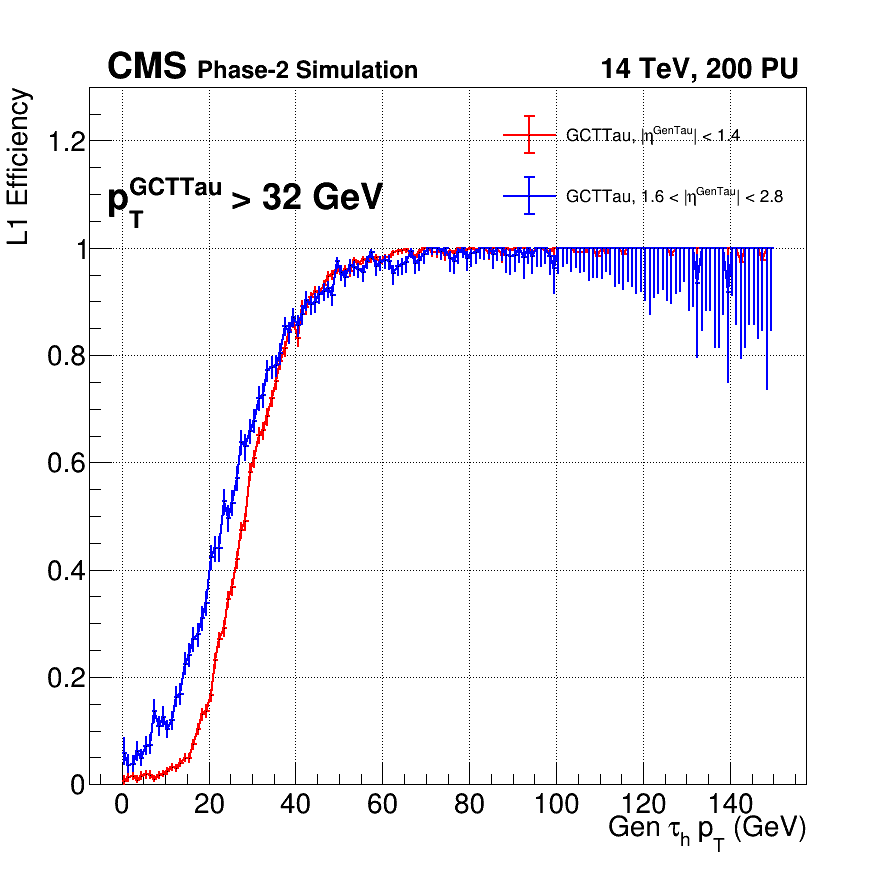 CMS Phase-2 Simulation 14 TeV, 200 PU
L1 Efficiency
GCTTau, |η^GenTau| < 1.4
GCTTau, 1.6 < |η^GenTau| < 2.8
p_T^GCTTau > 32 GeV
1.2
1
0.8
0.6
0.4
0.2
0
0 20 40 60 80 100 120 140
Gen τ_h p_T (GeV)